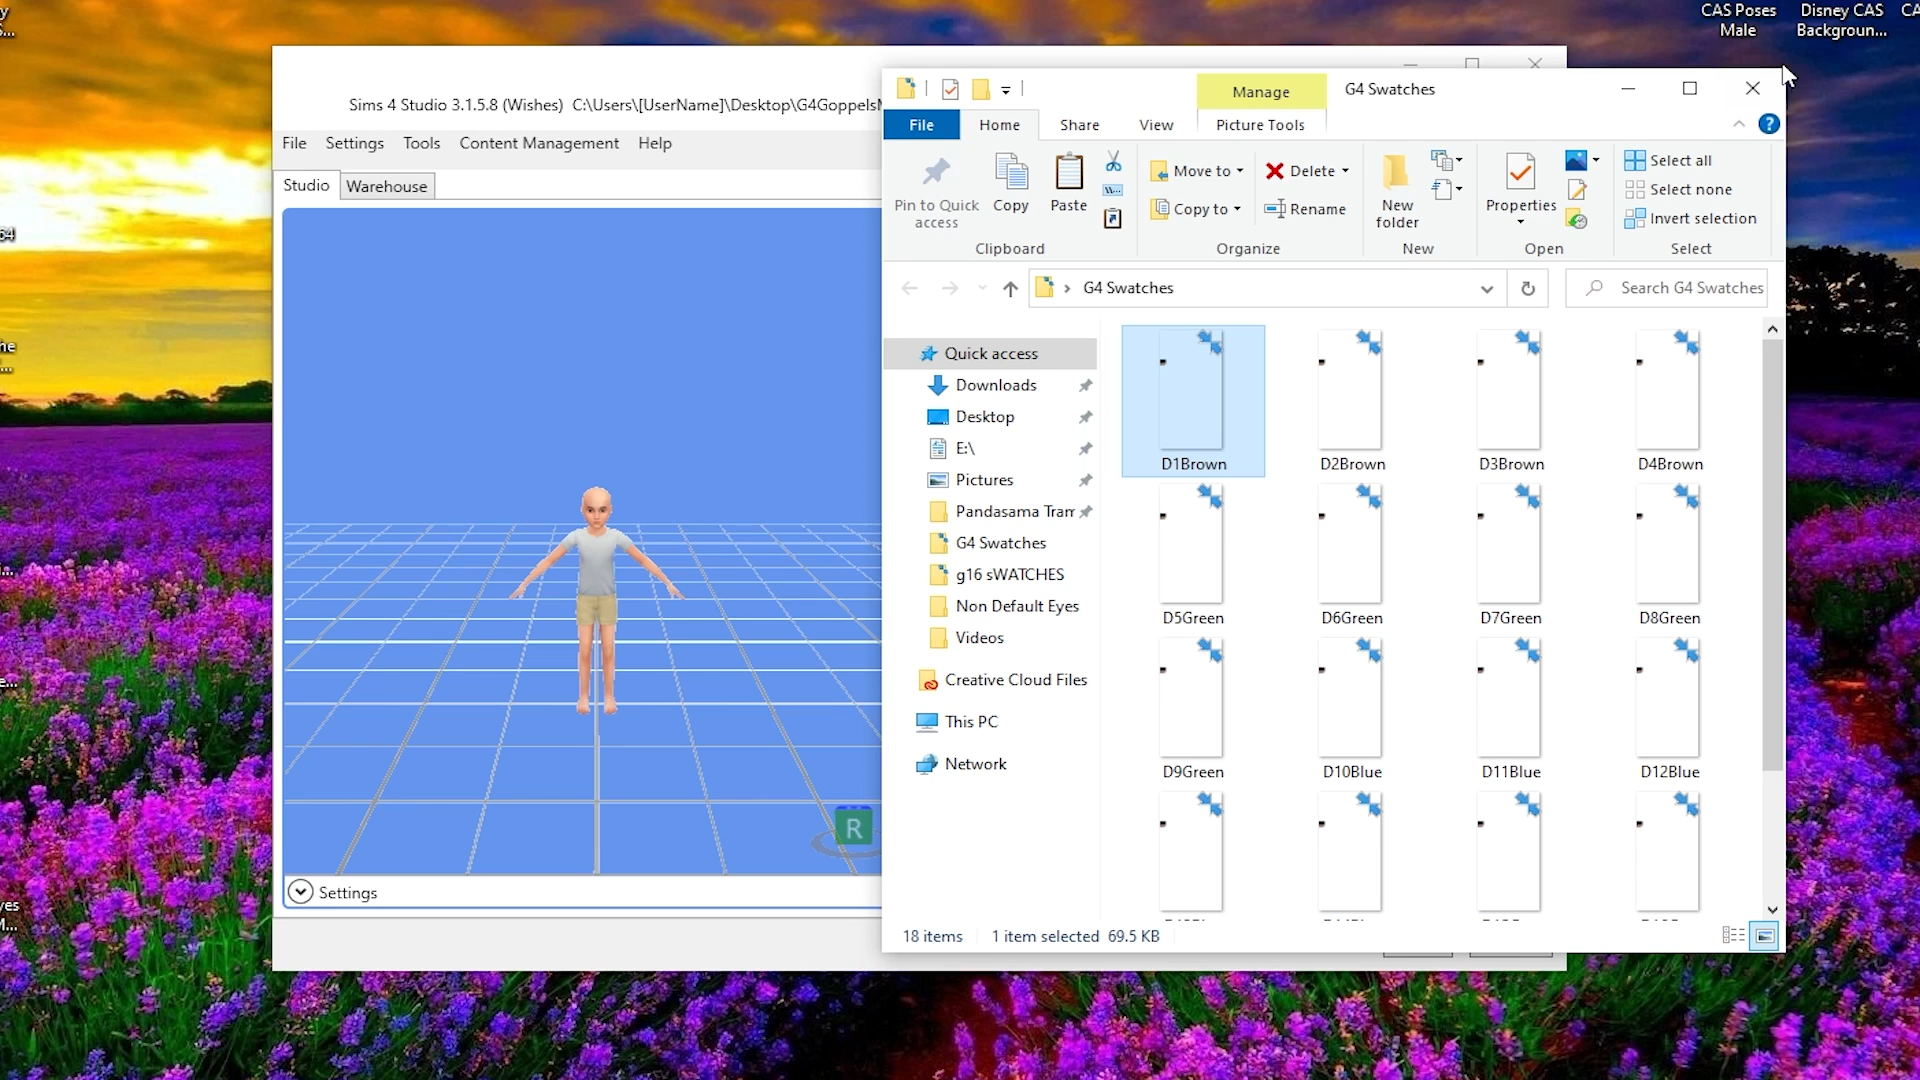 CAS Poses
Male
Disney CAS
Backgroun...
CA
Sims 4 Studio 3.1.5.8 (Wishes) C:\Users\[UserName]\Desktop\G4Goppels
File Settings Tools Content Management Help
Studio Warehouse
Manage G4 Swatches
File Home Share View Picture Tools
Pin to Quick
access
Copy
Paste
Move to
Copy to
Delete
Rename
New
folder
Properties
Select all
Select none
Invert selection
Clipboard Organize New Open Select
G4 Swatches
Search G4 Swatches
Quick access
Downloads
Desktop
E:\
Pictures
Pandasama Tran
G4 Swatches
g16 sWATCHES
Non Default Eyes
Videos
Creative Cloud Files
This PC
Network
D1Brown D2Brown D3Brown D4Brown
D5Green D6Green D7Green D8Green
D9Green D10Blue D11Blue D12Blue
R
Settings
18 items 1 item selected 69.5 KB
64
he
...
e...
yes
M...